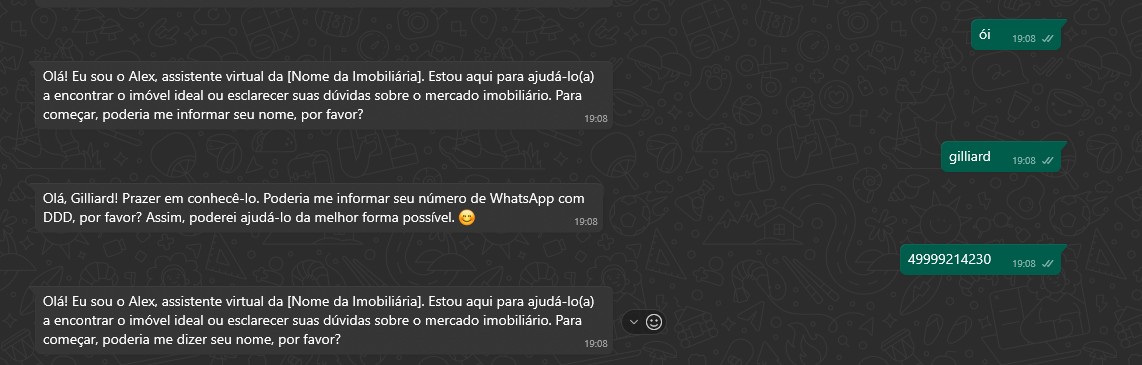 ói
19:08
Olá! Eu sou o Alex, assistente virtual da [Nome da Imobiliária]. Estou aqui para ajudá-lo(a)
a encontrar o imóvel ideal ou esclarecer suas dúvidas sobre o mercado imobiliário. Para
começar, poderia me informar seu nome, por favor?
19:08
gilliard
19:08
Olá, Gilliard! Prazer em conhecê-lo. Poderia me informar seu número de WhatsApp com
DDD, por favor? Assim, poderei ajudá-lo da melhor forma possível. 😊
19:08
49999214230
19:08
Olá! Eu sou o Alex, assistente virtual da [Nome da Imobiliária]. Estou aqui para ajudá-lo(a)
a encontrar o imóvel ideal ou esclarecer suas dúvidas sobre o mercado imobiliário. Para
começar, poderia me dizer seu nome, por favor?
19:08